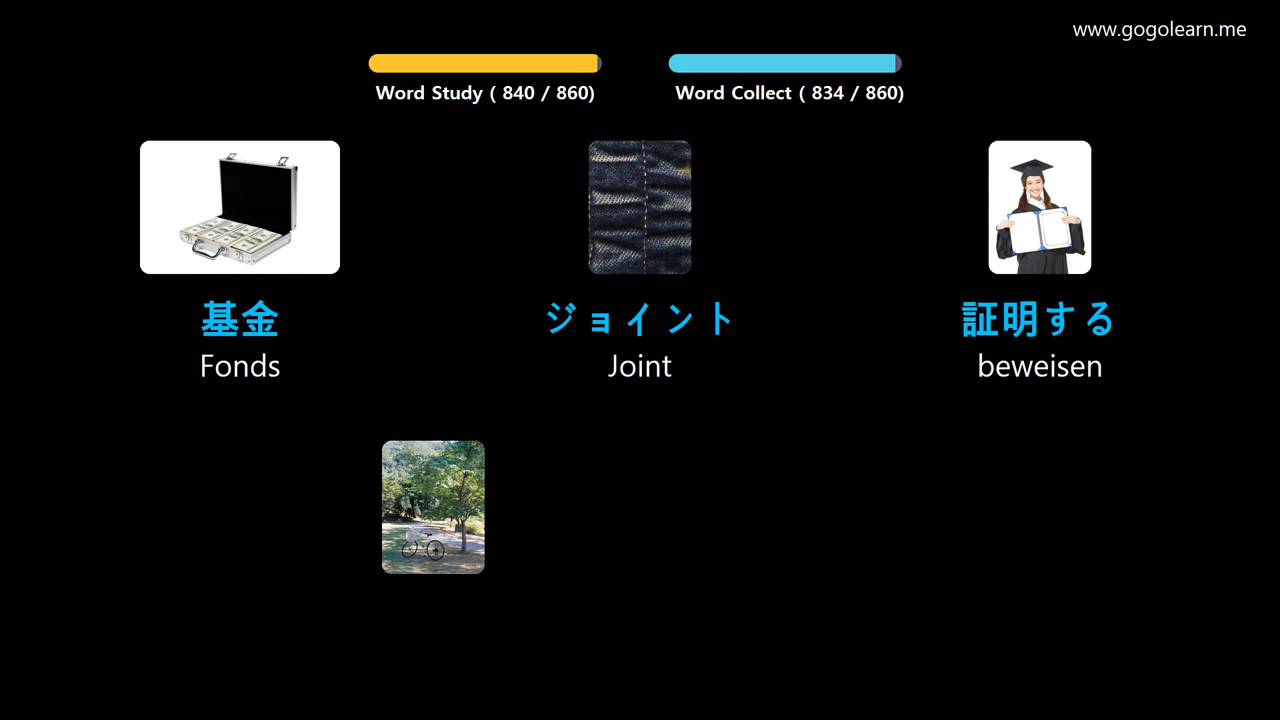 www.gogolearn.me
Word Study ( 840 / 860)
Word Collect ( 834 / 860)
基金
ジョイント
証明する
Fonds
Joint
beweisen